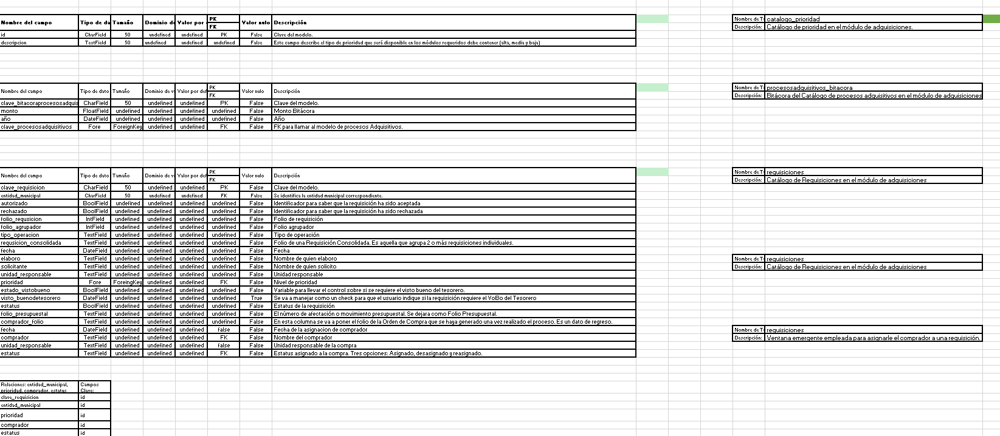 Nombre del campo Tipo de da Tamaño Dominio de Valor por PK FK Valor nulo Descripción
id CharField 50 undefined undefined PK False Clave del modelo.
descripcion TextField 50 undefined undefined undefined False Este campo describe el tipo de prioridad que será disponible en los módulos requeridos debe contener (alta, media y baja)
Nombre de Ta catalogo_prioridad
Descripción: Catálogo de prioridad en el módulo de adquisiciones.
Nombre del campo Tipo de dato Tamaño Dominio de va Valor por def PK FK Valor nulo Descripción
clave_bitacoraprocesosadquis CharField 50 undefined undefined PK False Clave del modelo.
monto FloatField undefined undefined undefined undefined False Monto Bitácora
año DateField undefined undefined undefined undefined False Año
clave_procesosadquisitivos Fore ForeignKey undefined undefined FK False FK para llamar al modelo de procesos Adquisitivos.
Nombre de Ta procesosadquisitivos_bitacora
Descripción: Bitácora del Catálogo de procesos adquisitivos en el módulo de adquisiciones
Nombre del campo Tipo de dato Tamaño Dominio de va Valor por def PK FK Valor nulo Descripción
clave_requisicion CharField 50 undefined undefined PK False Clave del modelo.
entidad_municipal CharField 50 undefined undefined FK False Se identifica la entidad municipal correspondiente.
autorizado BoolField undefined undefined undefined undefined False Identificador para saber que la requisición ha sido aceptada
rechazado BoolField undefined undefined undefined undefined False Identificador para saber que la requisición ha sido rechazada
folio_requsicion IntField undefined undefined undefined undefined False Folio de requisición
folio_agrupador IntField undefined undefined undefined undefined False Folio agrupador
tipo_operacion TextField undefined undefined undefined undefined False Tipo de operación
requsicion_consolidada TextField undefined undefined undefined undefined False Folio de una Requisición Consolidada. Es aquella que agrupa 2 o más requisiciones individuales.
fecha DateField undefined undefined undefined undefined False Fecha
elaboro TextField undefined undefined undefined undefined False Nombre de quien elaboro
solicitante TextField undefined undefined undefined undefined False Nombre de quien solicito
unidad_responsable TextField undefined undefined undefined undefined False Unidad responsable
prioridad Fore ForeingKey undefined undefined FK False Nivel de prioridad
estado_vistobueno BoolField undefined undefined undefined undefined False Variable para llevar el control sobre si se requiere el visto bueno del tesorero.
visto_buenodetesorero DateField undefined undefined undefined undefined True Se va a manejar como un check para que el usuario indique si la requisición requiere el VoBo del Tesorero
estatus BoolField undefined undefined undefined undefined False Estatus de la requisición
folio_presupuestal TextField undefined undefined undefined undefined False El número de afectación o movimiento presupuestal. Se dejara como Folio Presupuestal.
comprador_folio TextField undefined undefined undefined undefined False En esta columna se va a poner el folio de la Orden de Compra que se haya generado una vez realizado el proceso. Es un dato de regreso.
fecha DateField undefined undefined undefined false False Fecha de la asignacion de comprador
comprador TextField undefined undefined undefined FK False Nombre del comprador
unidad_responsable TextField undefined undefined undefined false False Unidad responsable de la compra
estatus TextField undefined undefined undefined FK False Estatus asignado a la compra. Tres opciones: Asignado, desasignado y reasignado.
Nombre de Ta requisiciones
Descripción: Catálogo de Requisiciones en el módulo de adquisiciones
Nombre de Ta requisiciones
Descripción: Catálogo de Requisiciones en el módulo de adquisiciones
Nombre de Ta requisiciones
Descripción: Ventana emergente empleada para asignarle el comprador a una requisición.
Relaciones: entidad_municipal, Campos
prioridad, comprador, estatus Clave:
clave_requisicion id
entidad_municipal id
prioridad id
comprador id
estatus id